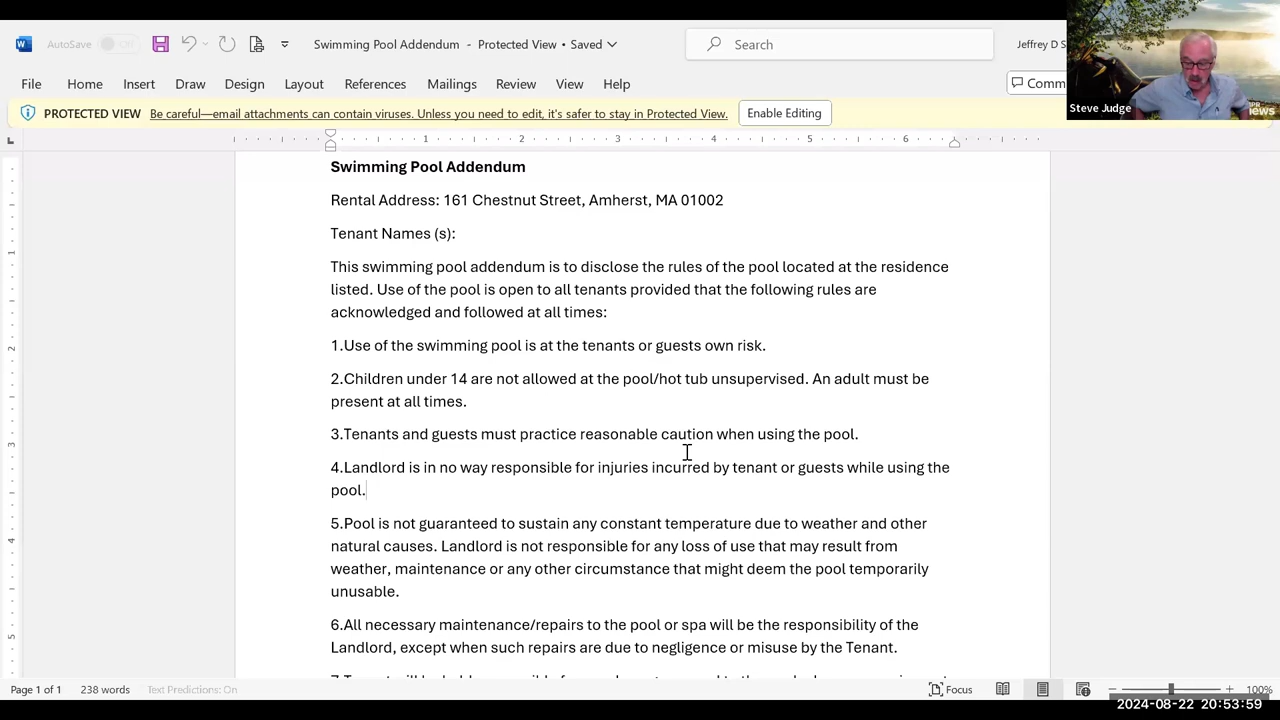 AutoSave Off Swimming Pool Addendum - Protected View • Saved Search Jeffrey D S
File Home Insert Draw Design Layout References Mailings Review View Help Comm
PROTECTED VIEW Be careful—email attachments can contain viruses. Unless you need to edit, it's safer to stay in Protected View. Enable Editing
Steve Judge
news
1 2 3 4 5 6
Swimming Pool Addendum
Rental Address: 161 Chestnut Street, Amherst, MA 01002
Tenant Names (s):
This swimming pool addendum is to disclose the rules of the pool located at the residence
listed. Use of the pool is open to all tenants provided that the following rules are
acknowledged and followed at all times:
1.Use of the swimming pool is at the tenants or guests own risk.
2.Children under 14 are not allowed at the pool/hot tub unsupervised. An adult must be
present at all times.
3.Tenants and guests must practice reasonable caution when using the pool.
4.Landlord is in no way responsible for injuries incurred by tenant or guests while using the
pool.
5.Pool is not guaranteed to sustain any constant temperature due to weather and other
natural causes. Landlord is not responsible for any loss of use that may result from
weather, maintenance or any other circumstance that might deem the pool temporarily
unusable.
6.All necessary maintenance/repairs to the pool or spa will be the responsibility of the
Landlord, except when such repairs are due to negligence or misuse by the Tenant.
Page 1 of 1 238 words Text Predictions: On Focus 100%
2024-08-22 20:53:59